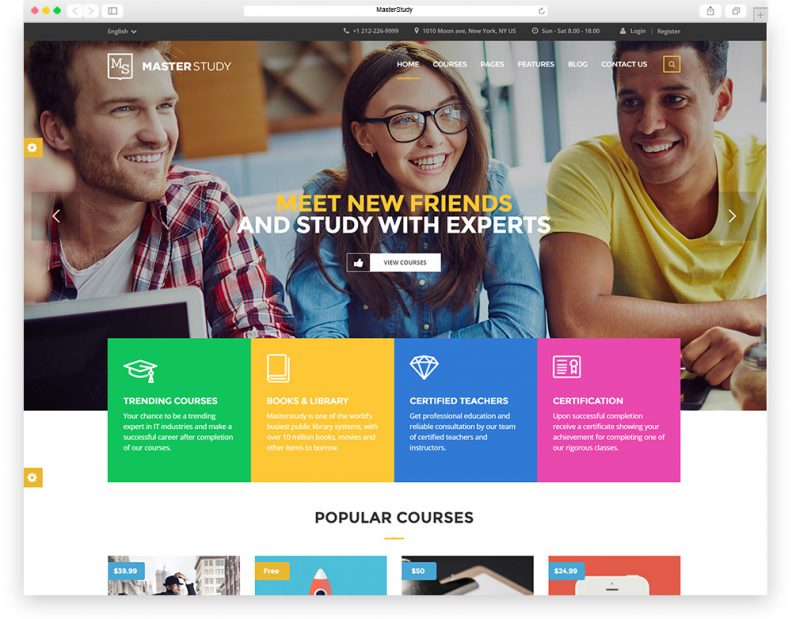 MasterStudy
English
+1 212-226-9999
1010 Moon ave, New York, NY US
Sun - Sat 8.00 - 18.00
Login | Register
MS
MASTERSTUDY
HOME COURSES PAGES FEATURES BLOG CONTACT US
MEET NEW FRIENDS
AND STUDY WITH EXPERTS
VIEW COURSES
TRENDING COURSES
Your chance to be a trending
expert in IT industries and make a
successful career after completion
of our courses.
BOOKS & LIBRARY
Masterstudy is one of the world's
busiest public library systems, with
over 10 million books, movies and
other items to borrow.
CERTIFIED TEACHERS
Get professional education and
reliable consultation by our team
of certified teachers and
instructors.
CERTIFICATION
Upon successful completion
receive a certificate showing your
achievement for completing one of
our rigorous classes.
POPULAR COURSES
$39.99
Free
$50
$24.99